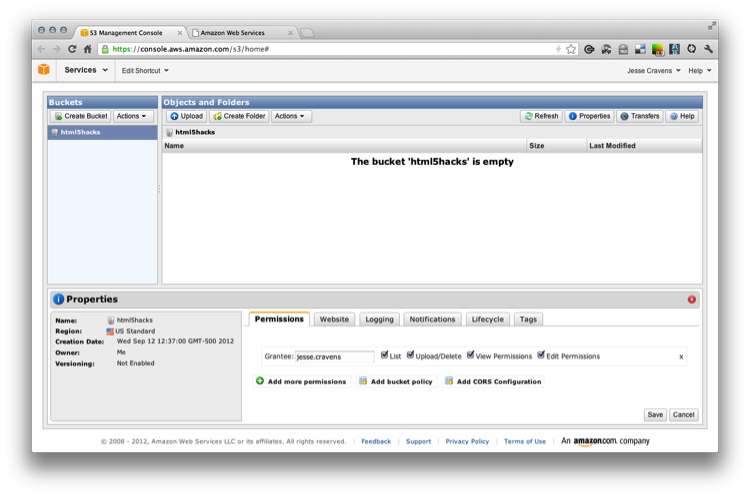 S3 Management Console
Amazon Web Services
https://console.aws.amazon.com/s3/home#
Services Edit Shortcut Jesse Cravens Help
Buckets Objects and Folders
Create Bucket Actions Upload Create Folder Actions Refresh Properties Transfers Help
html5hacks html5hacks
Name Size Last Modified
The bucket 'html5hacks' is empty
Properties
Name: html5hacks
Region: US Standard
Creation Date: Wed Sep 12 12:37:00 GMT-500 2012
Owner: Me
Versioning: Not Enabled
Permissions Website Logging Notifications Lifecycle Tags
Grantee: jesse.cravens List Upload/Delete View Permissions Edit Permissions x
Add more permissions Add bucket policy Add CORS Configuration
Save Cancel
© 2008 - 2012, Amazon Web Services LLC or its affiliates. All rights reserved. | Feedback | Support | Privacy Policy | Terms of Use | An amazon.com. company